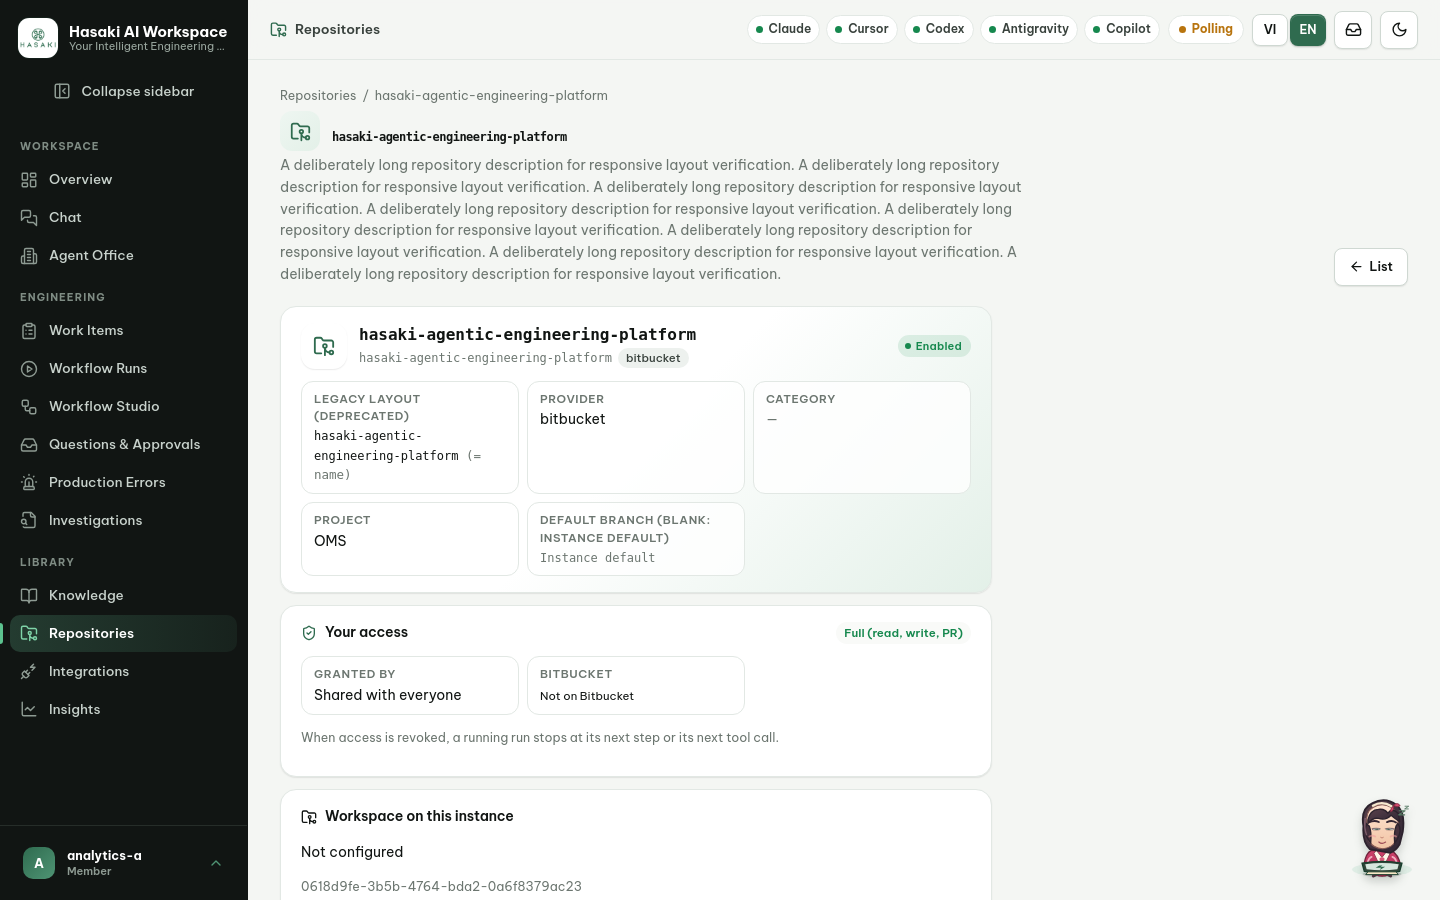 HASAKI
Hasaki AI Workspace
Your Intelligent Engineering ...
Collapse sidebar
WORKSPACE
Overview
Chat
Agent Office
ENGINEERING
Work Items
Workflow Runs
Workflow Studio
Questions & Approvals
Production Errors
Investigations
LIBRARY
Knowledge
Repositories
Integrations
Insights
A
analytics-a
Member
Repositories
Claude
Cursor
Codex
Antigravity
Copilot
Polling
VI
EN
Repositories / hasaki-agentic-engineering-platform
hasaki-agentic-engineering-platform
A deliberately long repository description for responsive layout verification. A deliberately long repository
description for responsive layout verification. A deliberately long repository description for responsive layout
verification. A deliberately long repository description for responsive layout verification. A deliberately long
repository description for responsive layout verification. A deliberately long repository description for
responsive layout verification. A deliberately long repository description for responsive layout verification. A
deliberately long repository description for responsive layout verification.
← List
hasaki-agentic-engineering-platform
hasaki-agentic-engineering-platform bitbucket
Enabled
LEGACY LAYOUT
(DEPRECATED)
hasaki-agentic-
engineering-platform (=
name)
PROVIDER
bitbucket
CATEGORY
—
PROJECT
OMS
DEFAULT BRANCH (BLANK:
INSTANCE DEFAULT)
Instance default
Your access
Full (read, write, PR)
GRANTED BY
Shared with everyone
BITBUCKET
Not on Bitbucket
When access is revoked, a running run stops at its next step or its next tool call.
Workspace on this instance
Not configured
0618d9fe-3b5b-4764-bda2-0a6f8379ac23